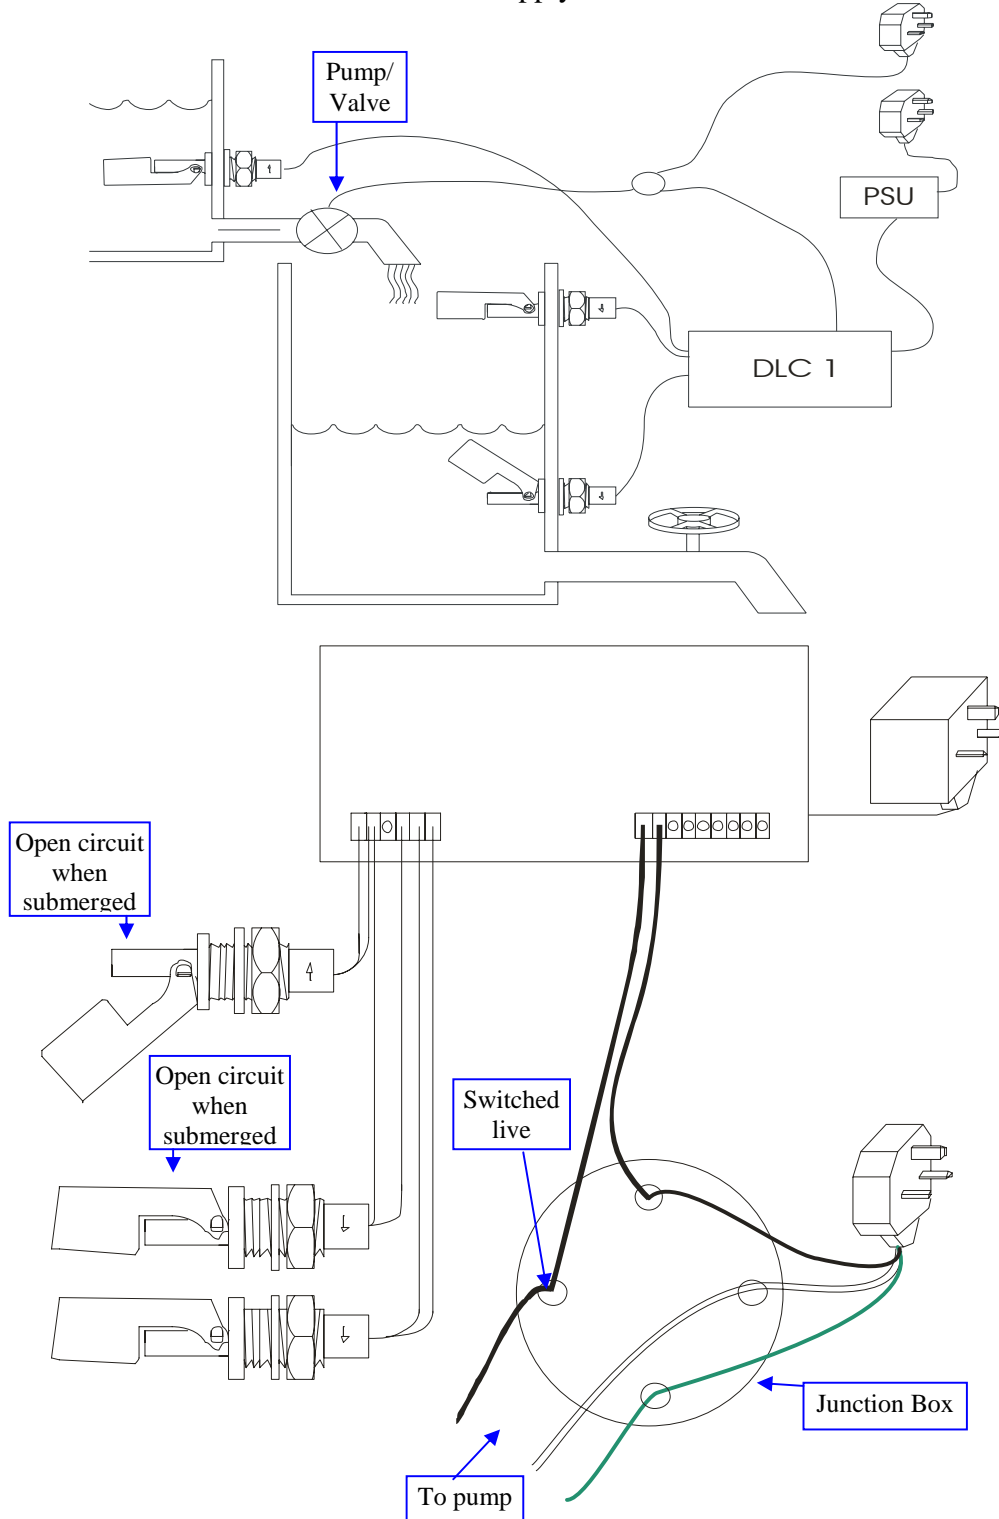 pply
Pump/
Valve
PSU
DLC 1
Open circuit
when
submerged
Open circuit
when
submerged
Switched
live
Junction Box
To pump